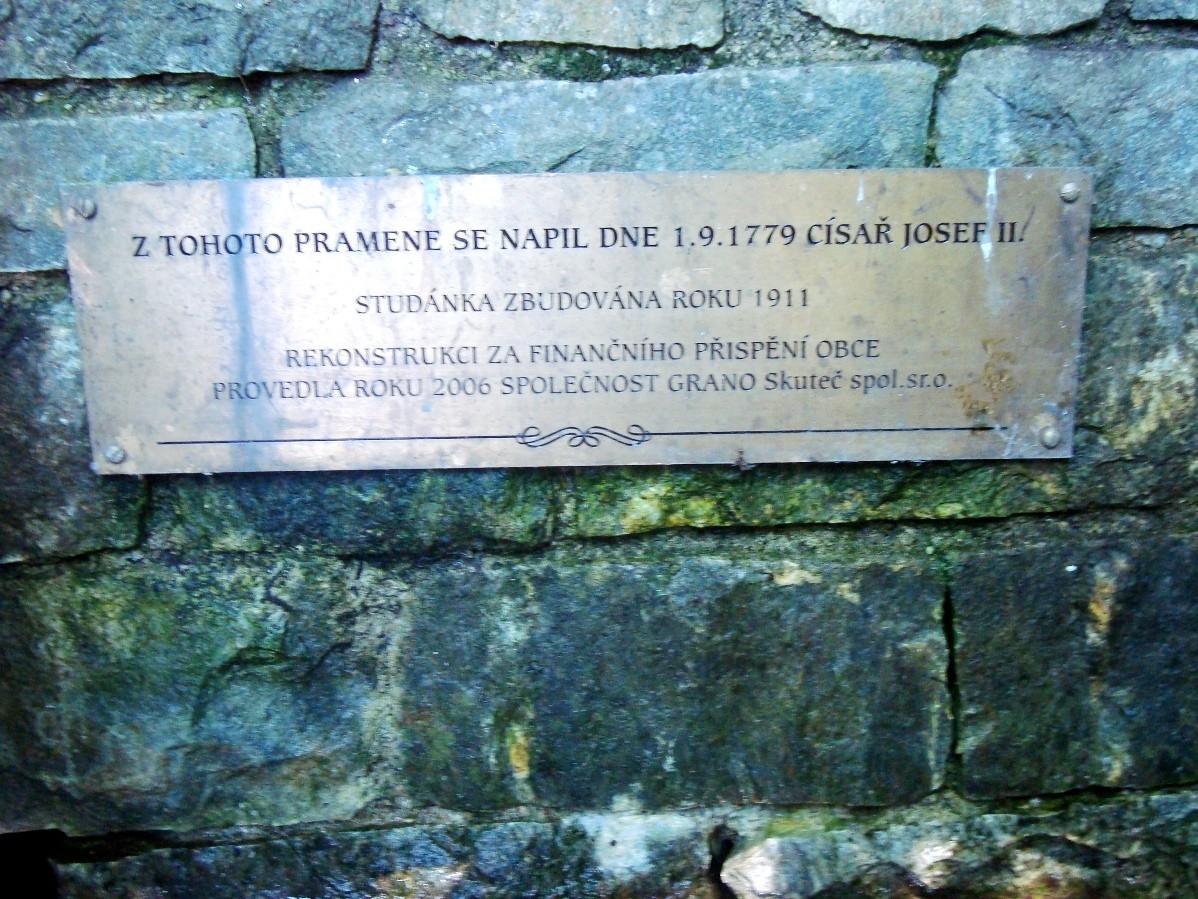 Z TOHOTO PRAMENE SE NAPIL DNE 1.9.1779 CÍSAŘ JOSEF II.
STUDÁNKA ZBUDOVÁNA ROKU 1911
REKONSTRUKCI ZA FINANČNÍHO PŘISPĚNÍ OBCE
PROVEDLA ROKU 2006 SPOLEČNOST GRANO Skuteč spol.sr.o.